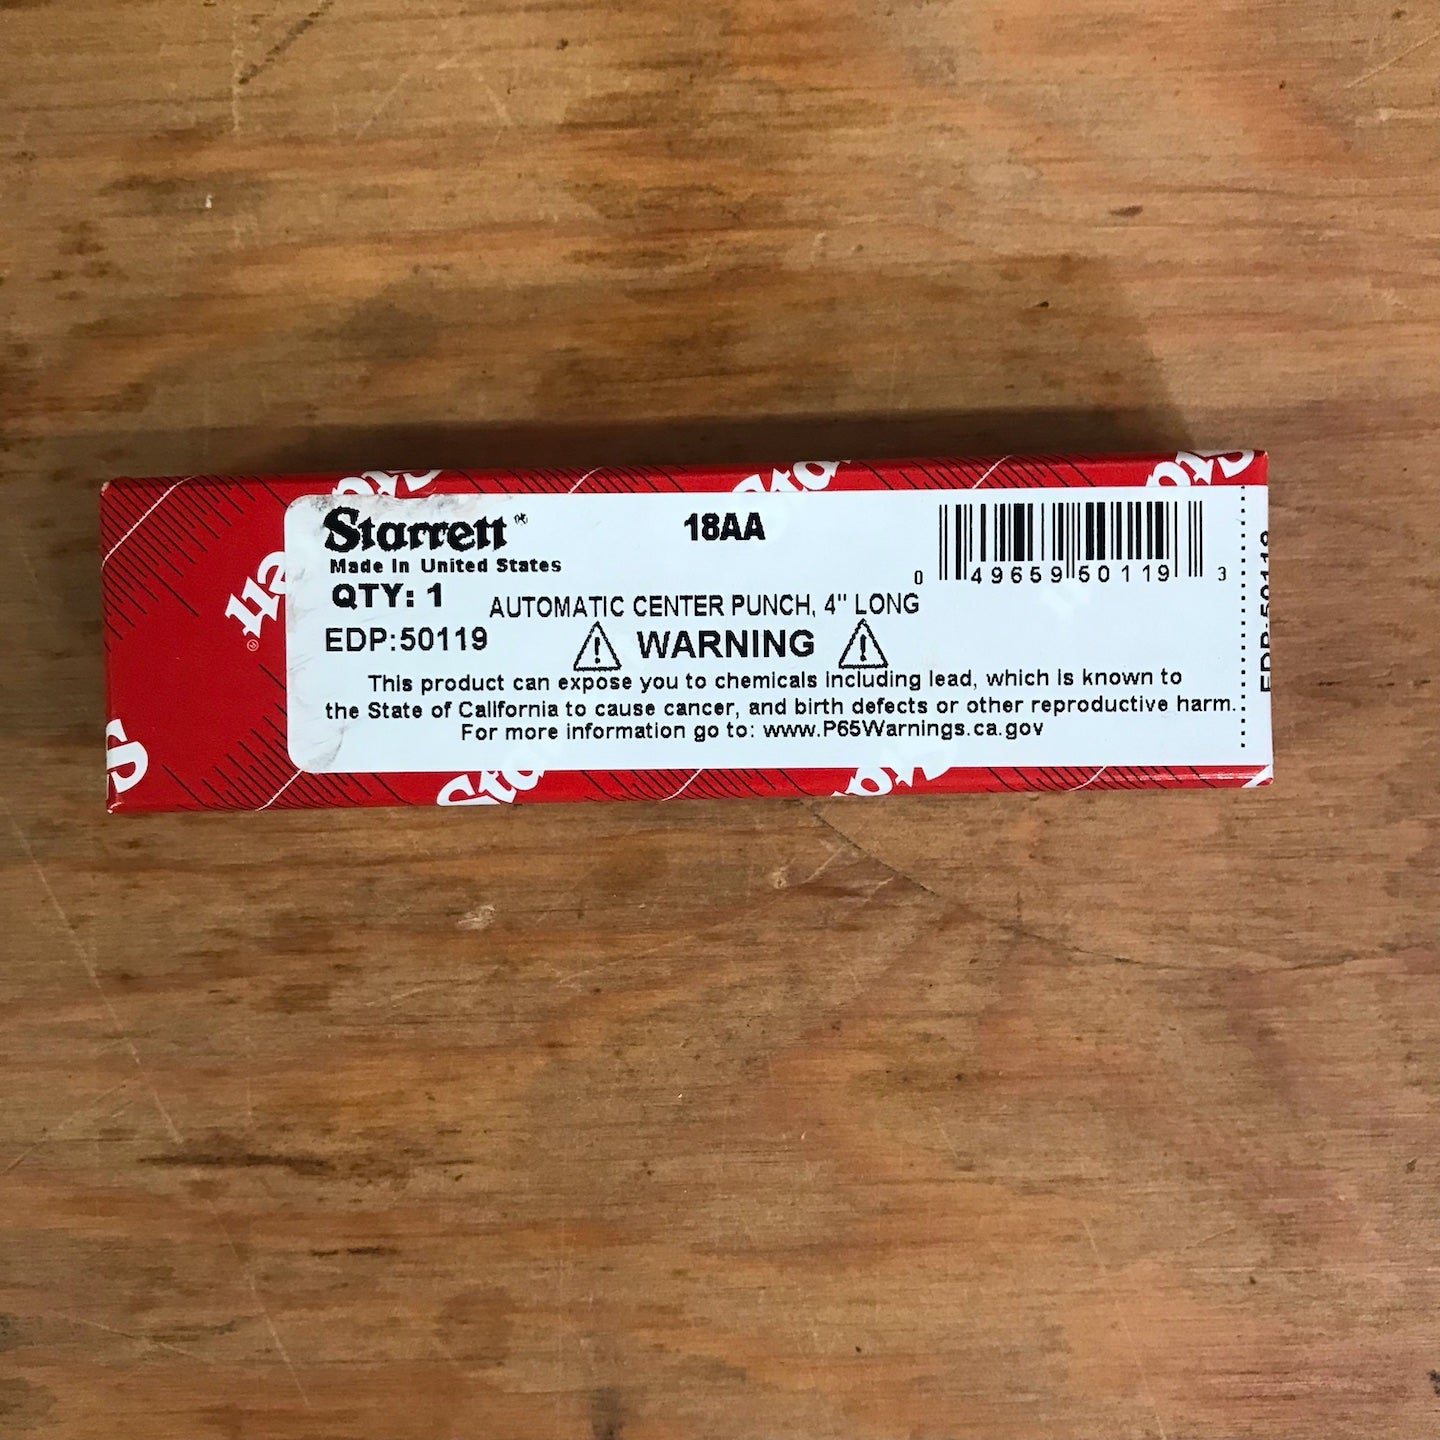 Starrett
18AA
Made In United States
QTY: 1
AUTOMATIC CENTER PUNCH, 4" LONG
0 49659 50119 3
EDP:50119
WARNING
This product can expose you to chemicals including lead, which is known to
the State of California to cause cancer, and birth defects or other reproductive harm.
For more information go to: www.P65Warnings.ca.gov
EDP:50119